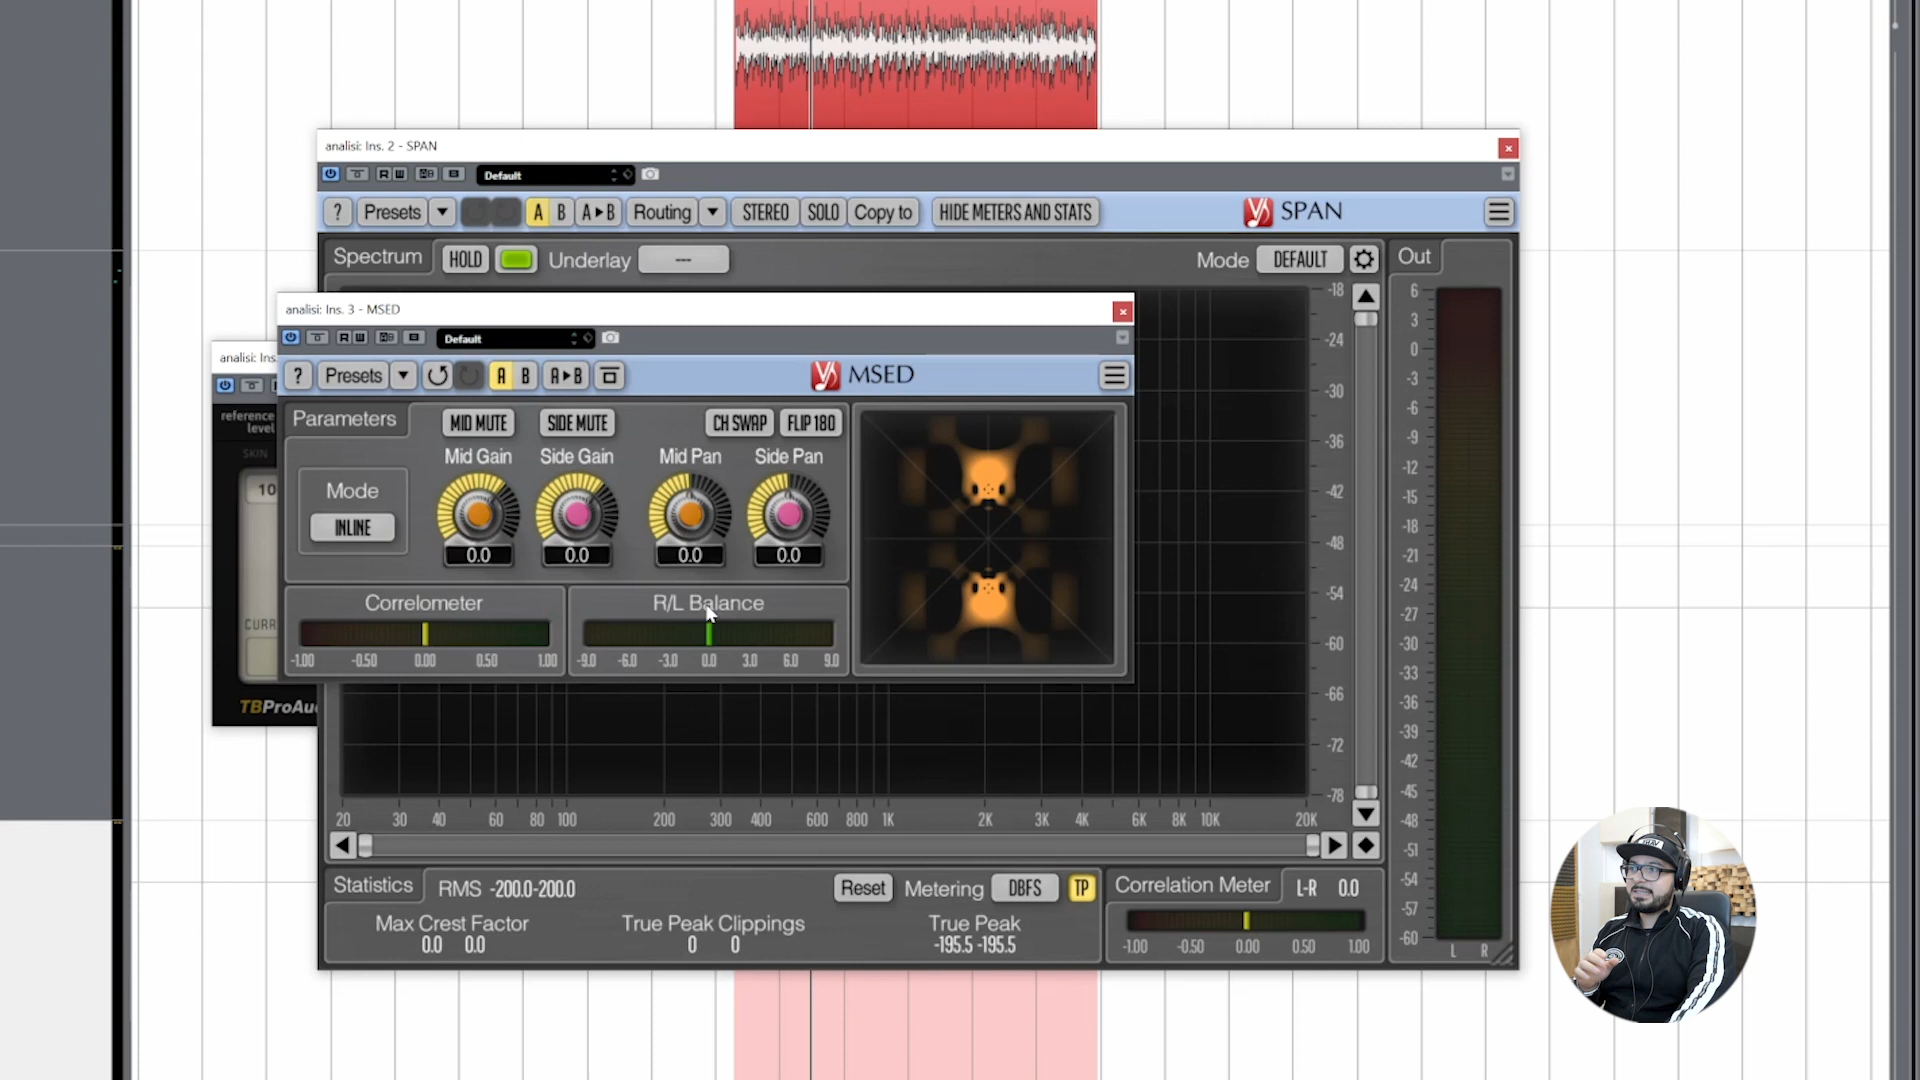 analisi: Ins. 2 - SPAN
Default
? Presets A B A▸B Routing STEREO SOLO Copy to HIDE METERS AND STATS SPAN
Spectrum HOLD Underlay --- Mode DEFAULT Out
analisi: Ins. 3 - MSED
Default
? Presets A B A▸B MSED
Parameters MID MUTE SIDE MUTE CH SWAP FLIP 180
Mid Gain Side Gain Mid Pan Side Pan
Mode
INLINE
0.0 0.0 0.0 0.0
Correlometer R/L Balance
-1.00 -0.50 0.00 0.50 1.00 -9.0 -6.0 -3.0 0.0 3.0 6.0 9.0
analisi: Ins
reference
level
SKIN
10
CURR
TBProAu
-18
-24
-30
-36
-42
-48
-54
-60
-66
-72
-78
20 30 40 60 80 100 200 300 400 600 800 1K 2K 3K 4K 6K 8K 10K 20K
6
3
0
-3
-6
-9
-12
-15
-18
-21
-24
-27
-30
-33
-36
-39
-42
-45
-48
-51
-54
-57
-60
L R
Statistics RMS -200.0 -200.0 Reset Metering DBFS TP
Max Crest Factor True Peak Clippings True Peak
0.0 0.0 0 0 -195.5 -195.5
Correlation Meter L-R 0.0
-1.00 -0.50 0.00 0.50 1.00